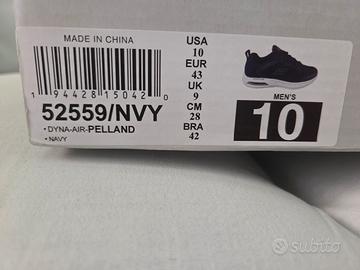 MADE IN CHINA
1 94428 15042 0
52559/NVY
•DYNA-AIR-PELLAND
•NAVY
USA
10
EUR
43
UK
9
CM
28
BRA
42
MEN'S
10
subito